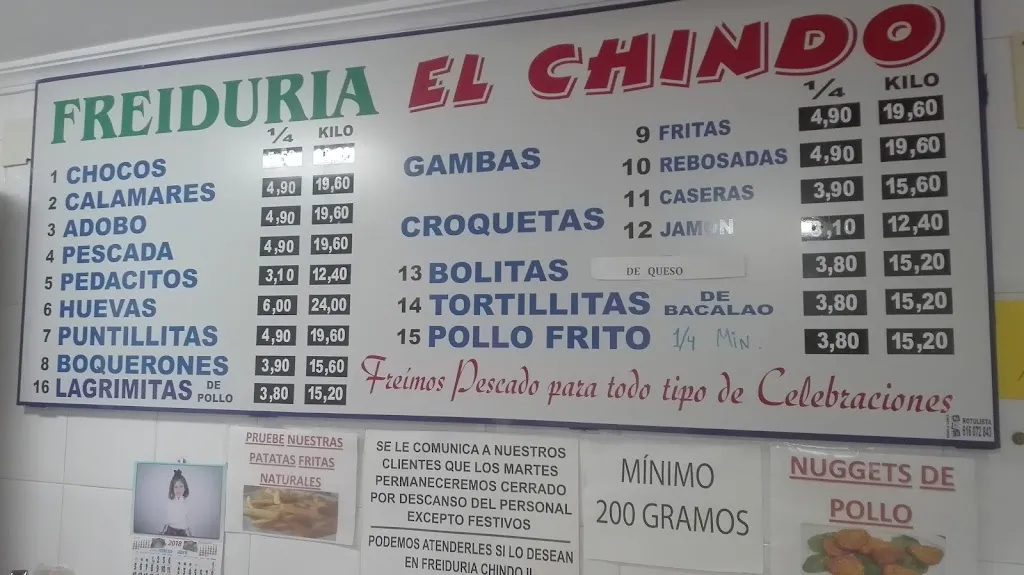 FREIDURIA EL CHINDO
1/4 KILO
1 CHOCOS
2 CALAMARES 4,90 19,60
3 ADOBO 4,90 19,60
4 PESCADA 4,90 19,60
5 PEDACITOS 3,10 12,40
6 HUEVAS 6,00 24,00
7 PUNTILLITAS 4,90 19,60
8 BOQUERONES 3,90 15,60
16 LAGRIMITAS DE POLLO 3,80 15,20
1/4 KILO
GAMBAS
9 FRITAS 4,90 19,60
10 REBOSADAS 4,90 19,60
CROQUETAS
11 CASERAS 3,90 15,60
12 JAMON 3,10 12,40
13 BOLITAS DE QUESO 3,80 15,20
14 TORTILLITAS DE BACALAO 3,80 15,20
15 POLLO FRITO 1/4 MIN. 3,80 15,20
Freímos Pescado para todo tipo de Celebraciones
ROTULISTA
616 072 843
PRUEBE NUESTRAS
PATATAS FRITAS
NATURALES
2018
SE LE COMUNICA A NUESTROS
CLIENTES QUE LOS MARTES
PERMANECEREMOS CERRADO
POR DESCANSO DEL PERSONAL
EXCEPTO FESTIVOS
PODEMOS ATENDERLES SI LO DESEAN
EN FREIDURIA CHINDO II
MÍNIMO
200 GRAMOS
NUGGETS DE
POLLO